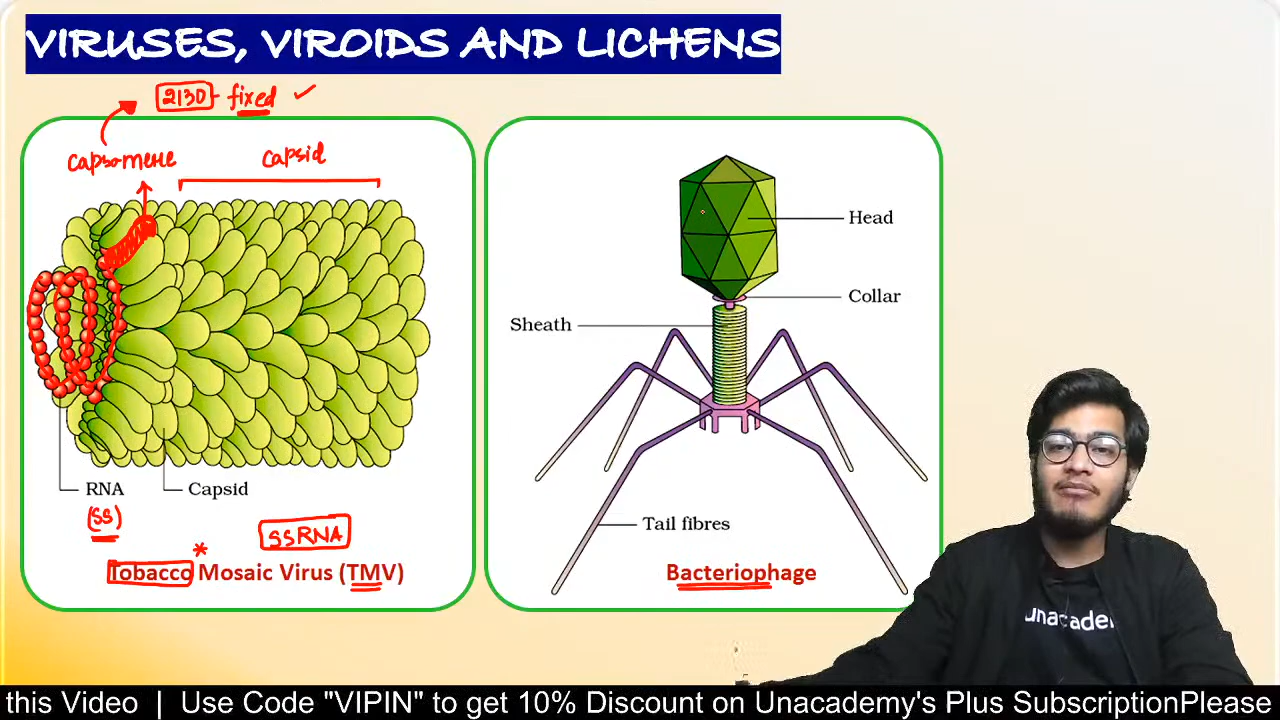 VIRUSES, VIROIDS AND LICHENS
2130 - fixed ✓
Capsomere
Capsid
Head
Collar
Sheath
RNA
Capsid
(SS)
Tail fibres
SSRNA
*
Tobacco Mosaic Virus (TMV)
Bacteriophage
unacadem
this Video | Use Code "VIPIN" to get 10% Discount on Unacademy's Plus SubscriptionPlease